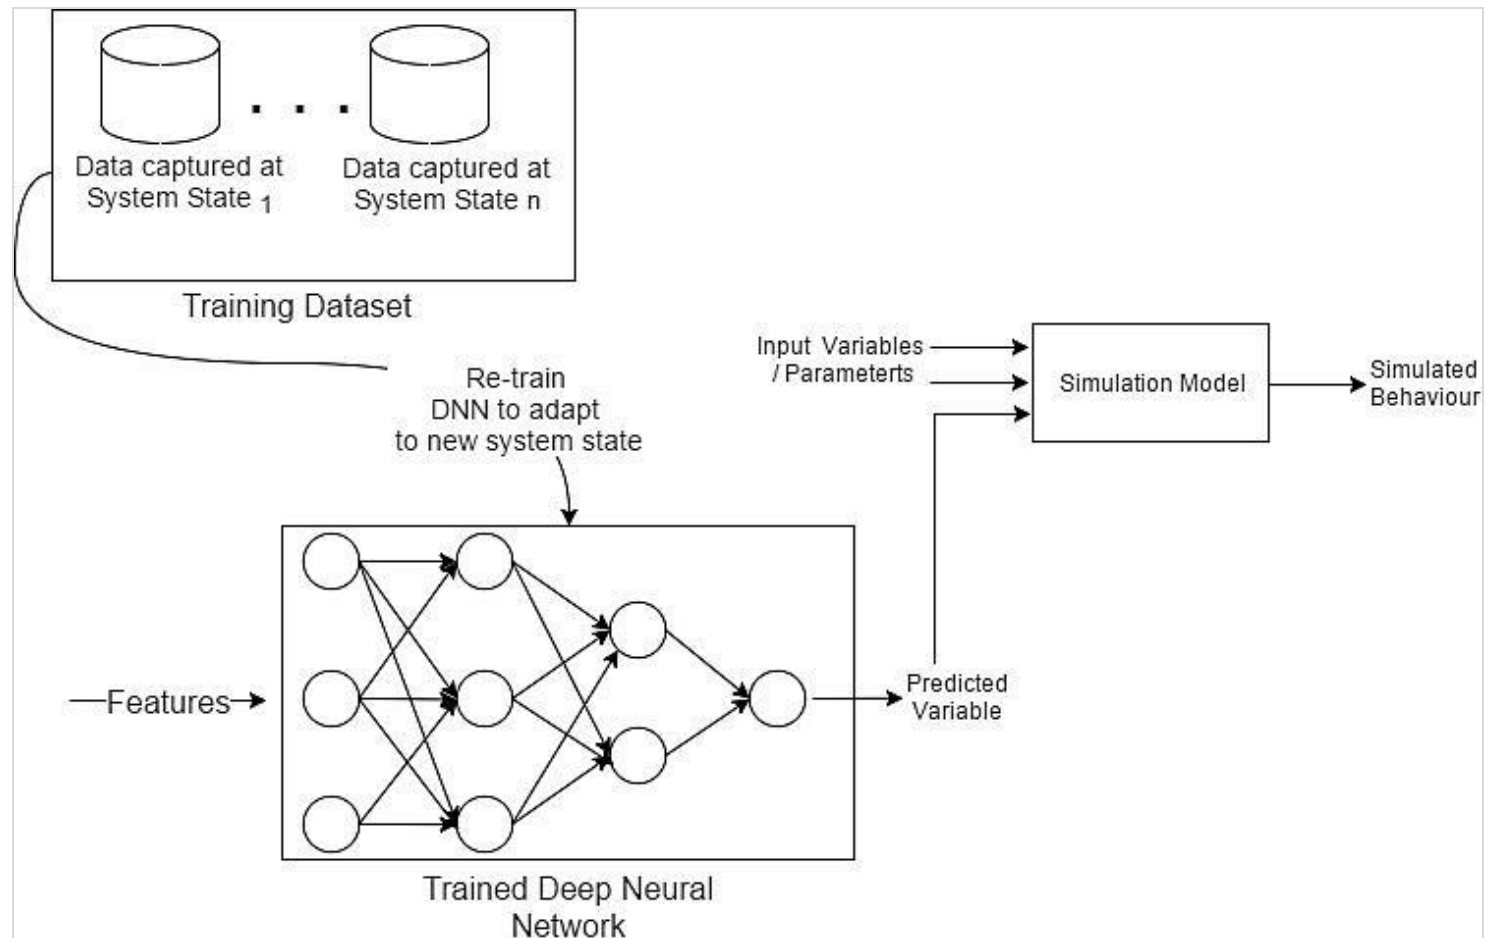 Data captured at
System State 1
Data captured at
System State n
Training Dataset
Re-train
DNN to adapt
to new system state
Input Variables
/ Parameterts
Simulation Model
Simulated
Behaviour
Features
Predicted
Variable
Trained Deep Neural
Network